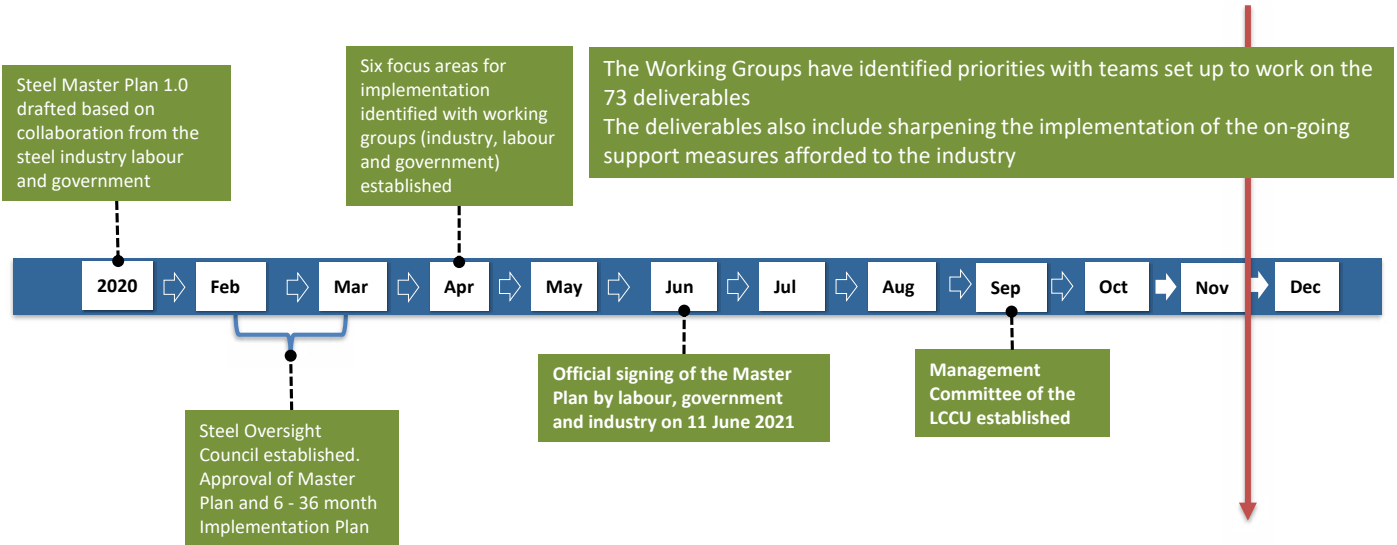 Steel Master Plan 1.0
drafted based on
collaboration from the
steel industry labour
and government
Six focus areas for
implementation
identified with working
groups (industry, labour
and government)
established
The Working Groups have identified priorities with teams set up to work on the
73 deliverables
The deliverables also include sharpening the implementation of the on-going
support measures afforded to the industry
2020
Feb
Mar
Apr
May
Jun
Jul
Aug
Sep
Oct
Nov
Dec
Steel Oversight
Council established.
Approval of Master
Plan and 6 - 36 month
Implementation Plan
Official signing of the Master
Plan by labour, government
and industry on 11 June 2021
Management
Committee of the
LCCU established